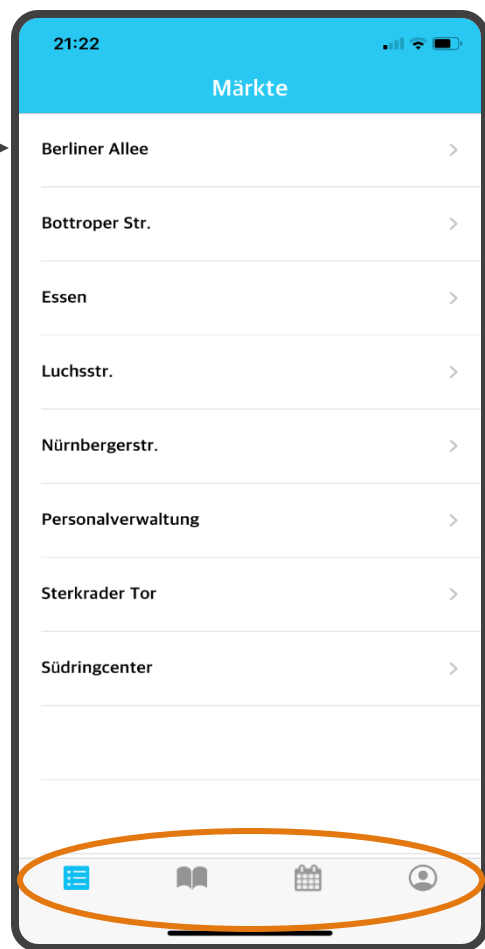 21:22
Märkte
Berliner Allee
Bottroper Str.
Essen
Luchsstr.
Nürnbergerstr.
Personalverwaltung
Sterkrader Tor
Südringcenter